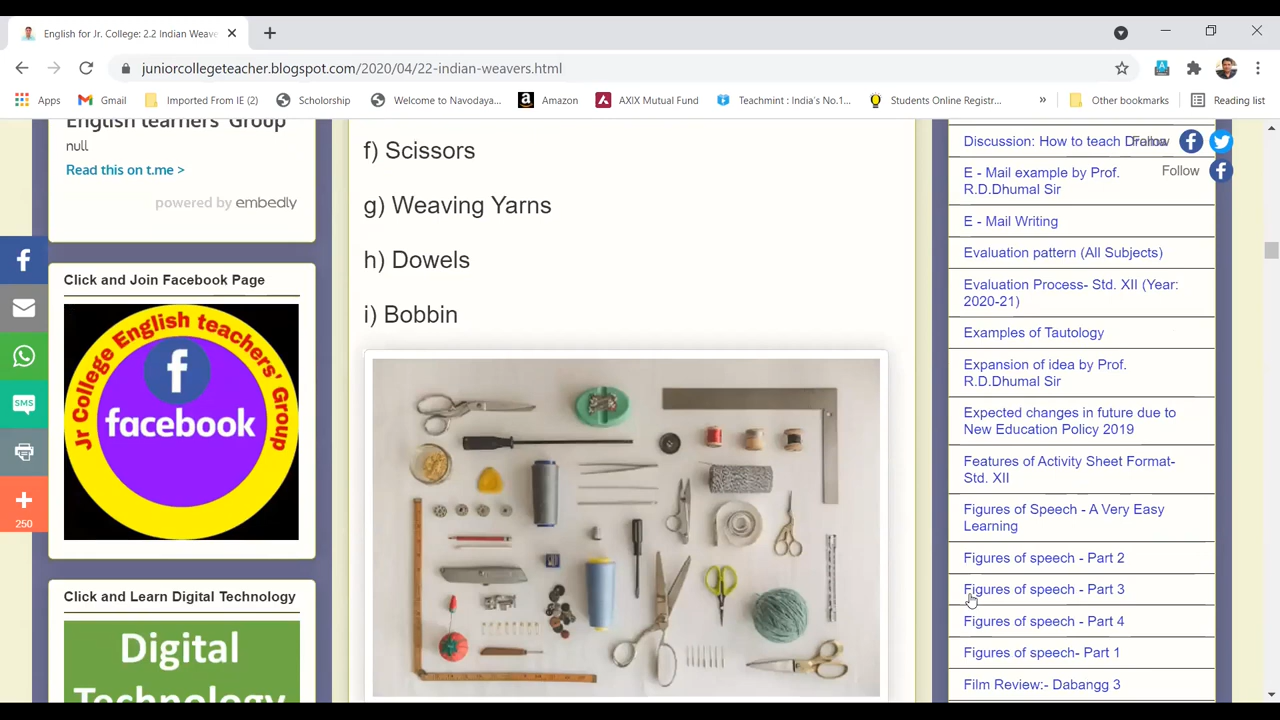 English for Jr. College: 2.2 Indian Weave
juniorcollegeteacher.blogspot.com/2020/04/22-indian-weavers.html
Apps
Gmail
Imported From IE (2)
Scholorship
Welcome to Navodaya...
Amazon
AXIX Mutual Fund
Teachmint : India's No.1...
Students Online Registr...
»
Other bookmarks
Reading list
English teachers' Group
null
Read this on t.me >
powered by embedly
SMS
250
Click and Join Facebook Page
Jr College English teachers' Group
f
facebook
Click and Learn Digital Technology
Digital
Technology
f) Scissors
g) Weaving Yarns
h) Dowels
i) Bobbin
Follow
Follow
Discussion: How to teach Drama
E - Mail example by Prof.
R.D.Dhumal Sir
E - Mail Writing
Evaluation pattern (All Subjects)
Evaluation Process- Std. XII (Year:
2020-21)
Examples of Tautology
Expansion of idea by Prof.
R.D.Dhumal Sir
Expected changes in future due to
New Education Policy 2019
Features of Activity Sheet Format-
Std. XII
Figures of Speech - A Very Easy
Learning
Figures of speech - Part 2
Figures of speech - Part 3
Figures of speech - Part 4
Figures of speech- Part 1
Film Review:- Dabangg 3